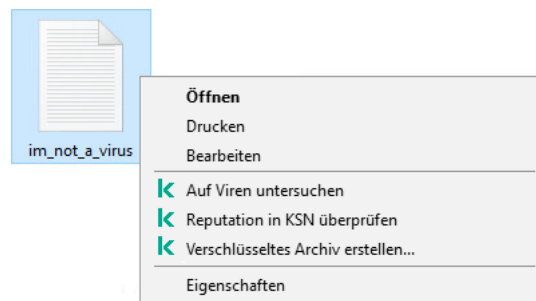 im_not_a_virus
Öffnen
Drucken
Bearbeiten
Auf Viren untersuchen
Reputation in KSN überprüfen
Verschlüsseltes Archiv erstellen...
Eigenschaften